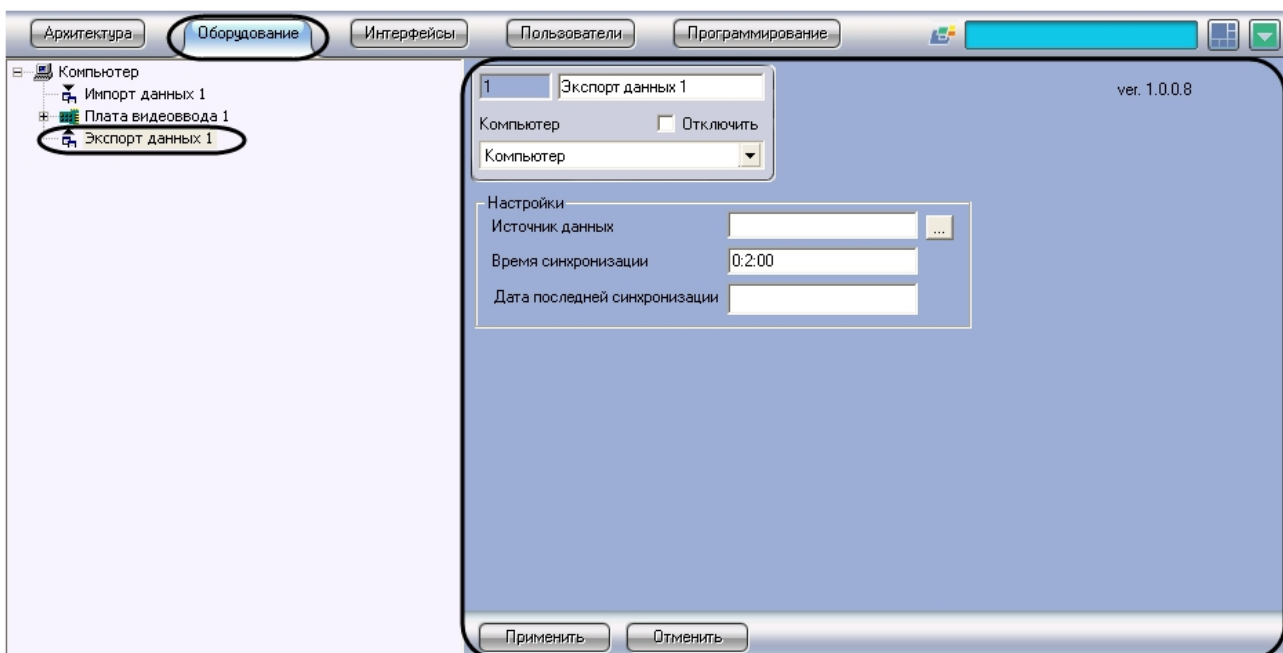 Архитектура Оборудование Интерфейсы Пользователи Программирование
Компьютер
Импорт данных 1
Плата видеоввода 1
Экспорт данных 1
1 Экспорт данных 1
ver. 1.0.0.8
Компьютер Отключить
Компьютер
Настройки
Источник данных ...
Время синхронизации 0:2:00
Дата последней синхронизации
Применить Отменить